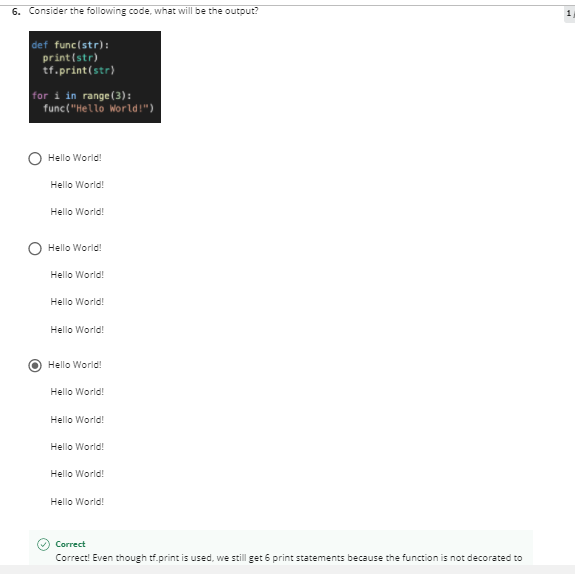 6. Consider the following code, what will be the output?
1
def func(str):
print(str)
tf.print(str)
for i in range(3):
func("Hello World!")
Hello World!
Hello World!
Hello World!
Hello World!
Hello World!
Hello World!
Hello World!
Hello World!
Hello World!
Hello World!
Hello World!
Hello World!
Hello World!
Correct
Correct! Even though tf.print is used, we still get 6 print statements because the function is not decorated to